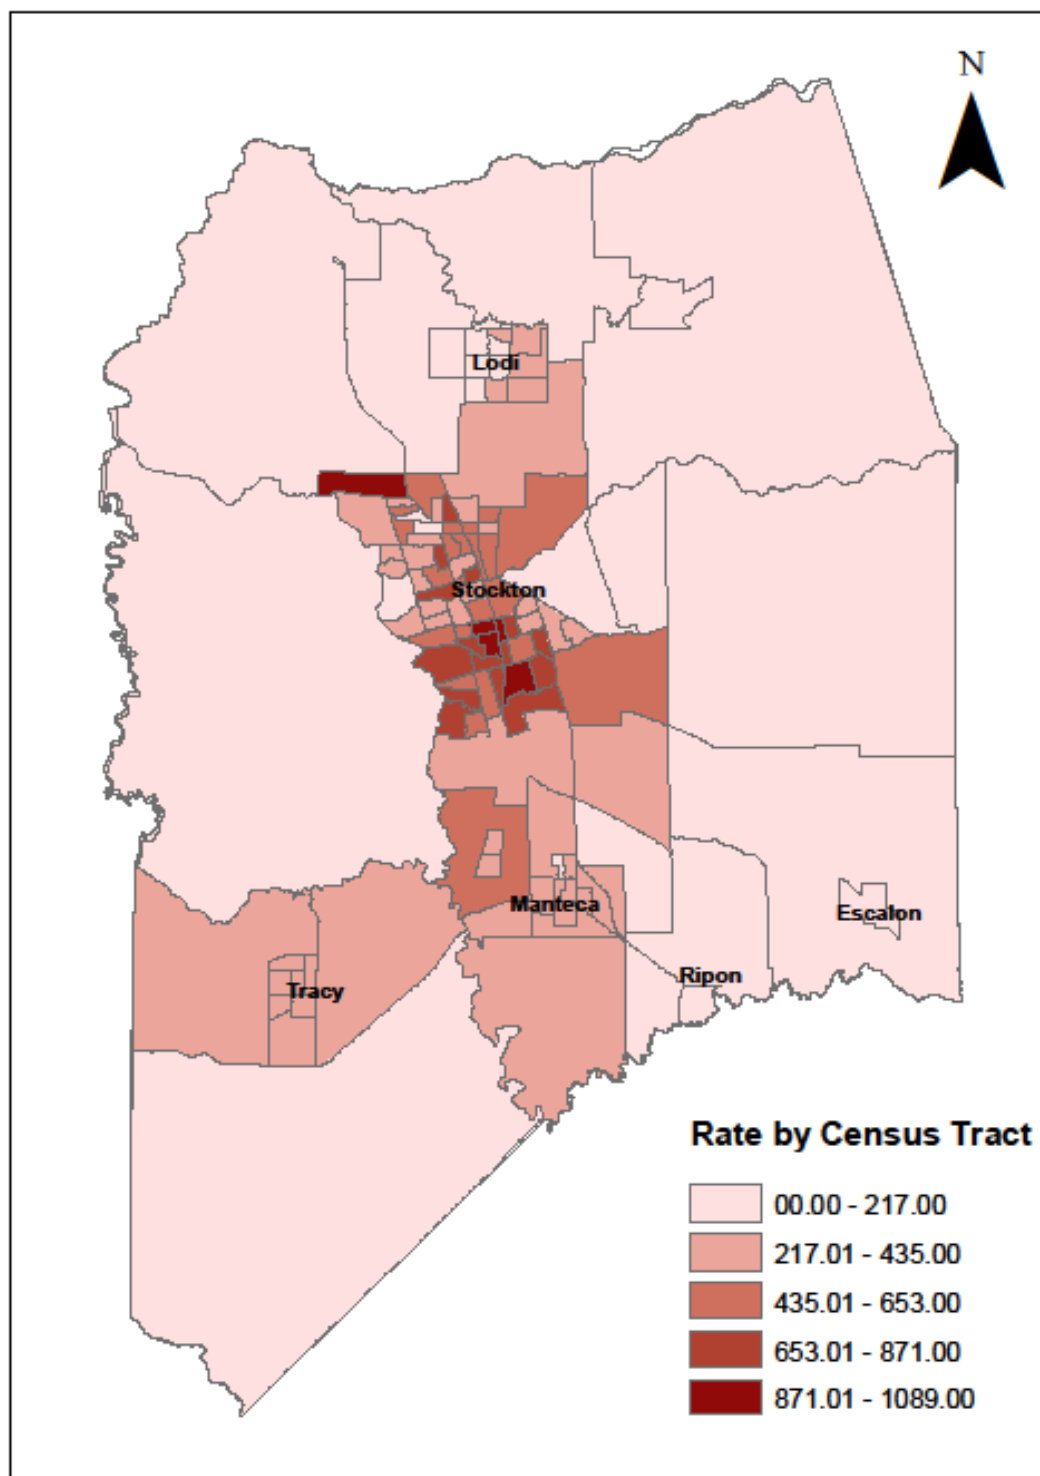 N
Lodi
Stockton
Manteca
Escalon
Ripon
Tracy
Rate by Census Tract
00.00 - 217.00
217.01 - 435.00
435.01 - 653.00
653.01 - 871.00
871.01 - 1089.00